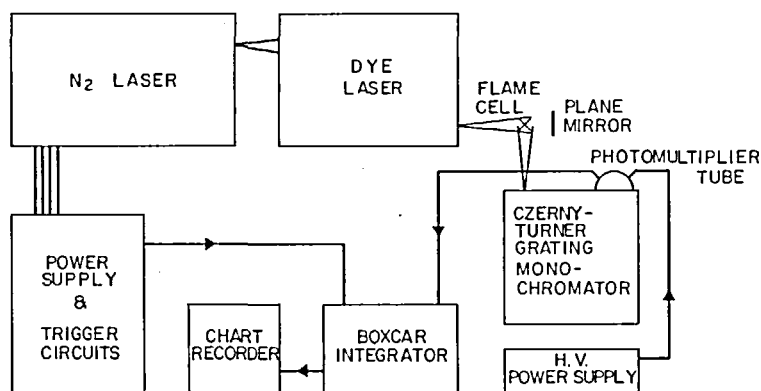 N2 LASER
DYE
LASER
FLAME
CELL
PLANE
MIRROR
PHOTOMULTIPLIER
TUBE
CZERNY-
TURNER
GRATING
MONO-
CHROMATOR
POWER
SUPPLY
&
TRIGGER
CIRCUITS
CHART
RECORDER
BOXCAR
INTEGRATOR
H.V.
POWER SUPPLY